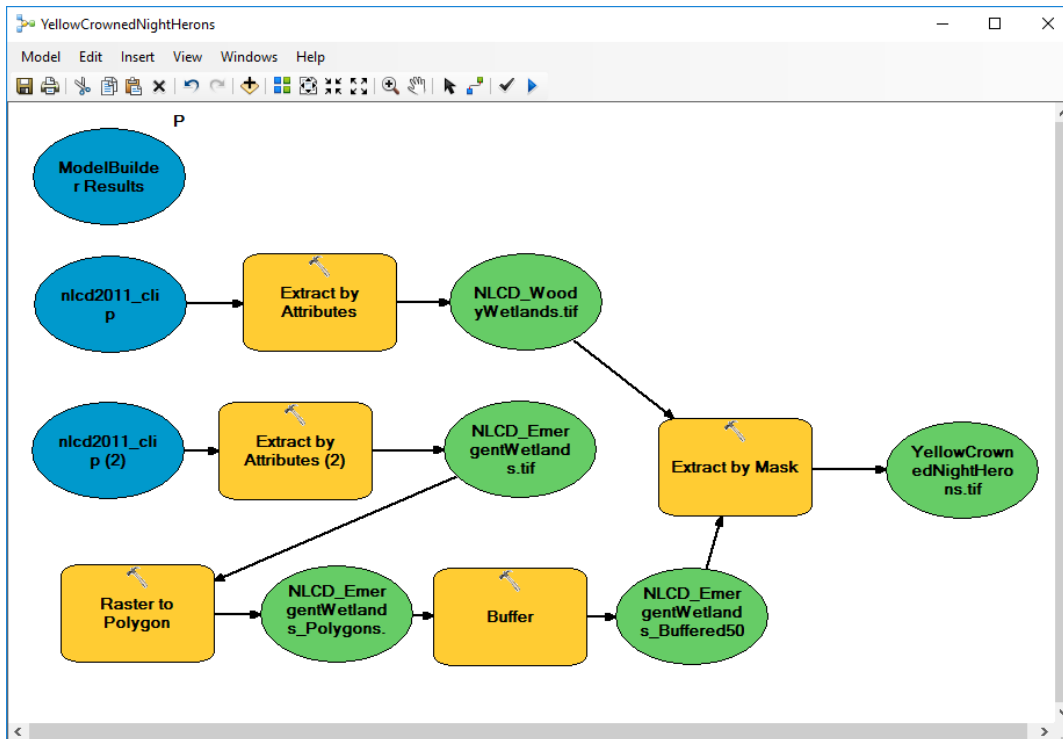 YellowCrownedNightHerons
Model Edit Insert View Windows Help
P
ModelBuilde
r Results
nlcd2011_cli
p
Extract by
Attributes
NLCD_Wood
yWetlands.tif
nlcd2011_cli
p (2)
Extract by
Attributes (2)
NLCD_Emer
gentWetland
s.tif
Extract by Mask
YellowCrown
edNightHero
ns.tif
Raster to
Polygon
NLCD_Emer
gentWetland
s_Polygons.
Buffer
NLCD_Emer
gentWetland
s_Buffered50